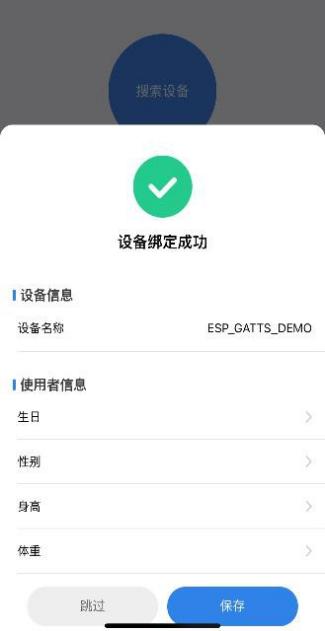 搜索设备
设备绑定成功
设备信息
设备名称 ESP_GATTS_DEMO
使用者信息
生日
性别
身高
体重
跳过 保存